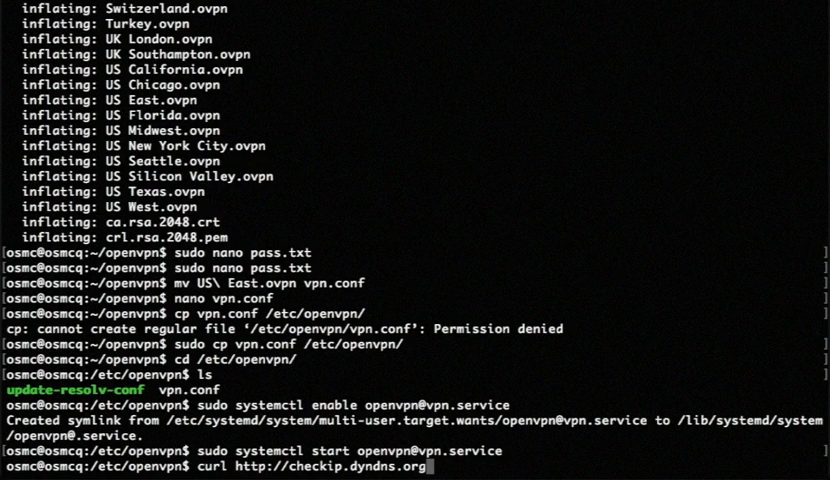 inflating: Switzerland.ovpn
inflating: Turkey.ovpn
inflating: UK London.ovpn
inflating: UK Southampton.ovpn
inflating: US California.ovpn
inflating: US Chicago.ovpn
inflating: US East.ovpn
inflating: US Florida.ovpn
inflating: US Midwest.ovpn
inflating: US New York City.ovpn
inflating: US Seattle.ovpn
inflating: US Silicon Valley.ovpn
inflating: US Texas.ovpn
inflating: US West.ovpn
inflating: ca.rsa.2048.crt
inflating: crl.rsa.2048.pem
[osmc@osmcq:~/openvpn$ sudo nano pass.txt ]
[osmc@osmcq:~/openvpn$ sudo nano pass.txt ]
[osmc@osmcq:~/openvpn$ mv US\ East.ovpn vpn.conf ]
[osmc@osmcq:~/openvpn$ nano vpn.conf ]
[osmc@osmcq:~/openvpn$ cp vpn.conf /etc/openvpn/ ]
cp: cannot create regular file ‘/etc/openvpn/vpn.conf’: Permission denied
[osmc@osmcq:~/openvpn$ sudo cp vpn.conf /etc/openvpn/ ]
[osmc@osmcq:~/openvpn$ cd /etc/openvpn/ ]
[osmc@osmcq:/etc/openvpn$ ls ]
update-resolv-conf vpn.conf
osmc@osmcq:/etc/openvpn$ sudo systemctl enable openvpn@vpn.service
Created symlink from /etc/systemd/system/multi-user.target.wants/openvpn@vpn.service to /lib/systemd/system
/openvpn@.service.
[osmc@osmcq:/etc/openvpn$ sudo systemctl start openvpn@vpn.service ]
osmc@osmcq:/etc/openvpn$ curl http://checkip.dyndns.org